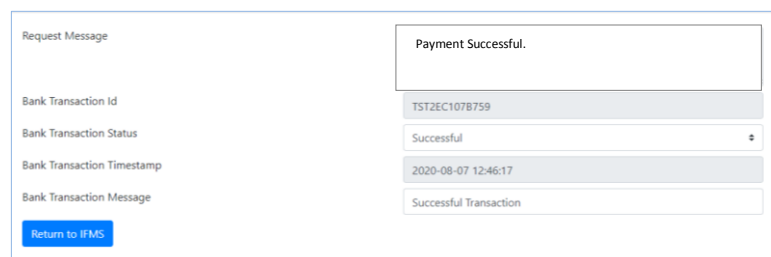 Request Message
Payment Successful.
Bank Transaction Id
TST2EC107B759
Bank Transaction Status
Successful
Bank Transaction Timestamp
2020-08-07 12:46:17
Bank Transaction Message
Successful Transaction
Return to IFMS